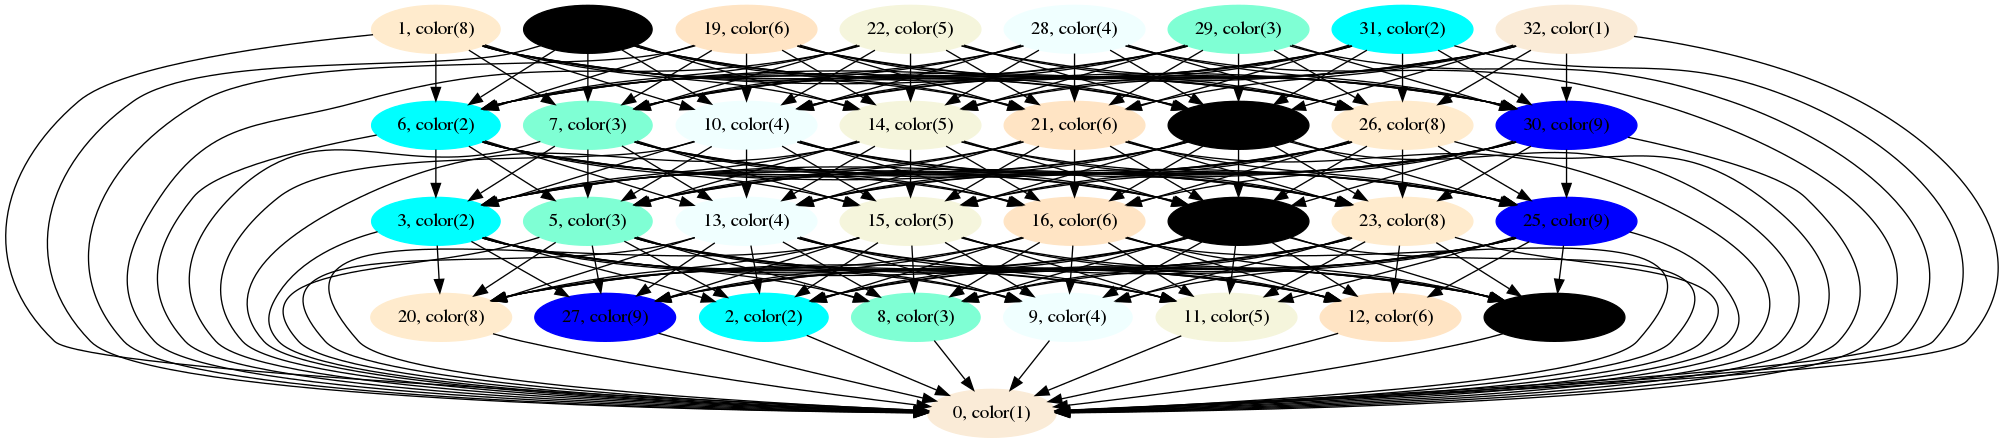 1, color(8)
19, color(6)
22, color(5)
28, color(4)
29, color(3)
31, color(2)
32, color(1)
6, color(2)
7, color(3)
10, color(4)
14, color(5)
21, color(6)
26, color(8)
30, color(9)
3, color(2)
5, color(3)
13, color(4)
15, color(5)
16, color(6)
23, color(8)
25, color(9)
20, color(8)
27, color(9)
2, color(2)
8, color(3)
9, color(4)
11, color(5)
12, color(6)
0, color(1)